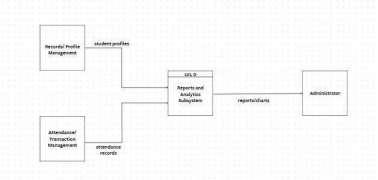 Records/ Profile
Management
student profiles
LVL 0
Reports and
Analytics
Subsystem
reports/charts
Administrator
Attendance/
Transaction
Management
attendance
records